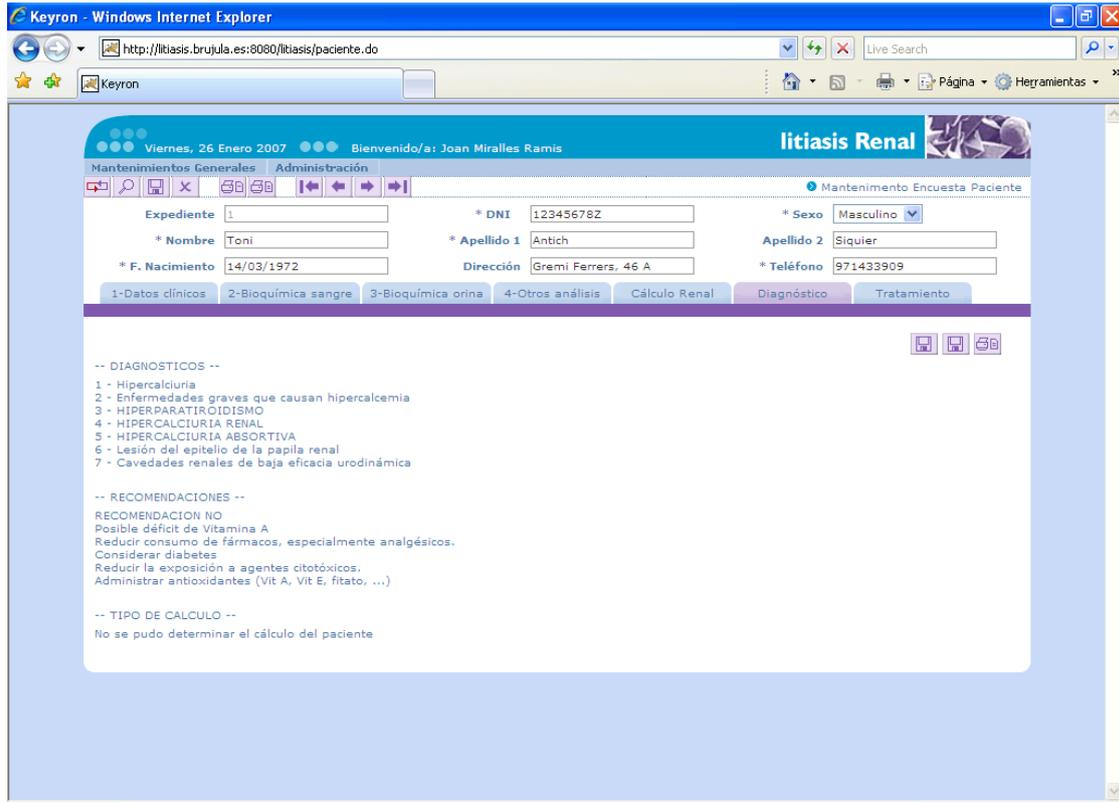 Keyron - Windows Internet Explorer
http://litiasis.brujula.es:8080/litiasis/paciente.do
Live Search
Keyron
Página
Herramientas
»
Viernes, 26 Enero 2007 Bienvenido/a: Joan Miralles Ramis
litiasis Renal
Mantenimientos Generales Administración
Mantenimento Encuesta Paciente
Expediente 1 * DNI 12345678Z * Sexo Masculino
* Nombre Toni * Apellido 1 Antich Apellido 2 Siquier
* F. Nacimiento 14/03/1972 Dirección Gremi Ferrers, 46 A * Teléfono 971433909
1-Datos clínicos 2-Bioquímica sangre 3-Bioquímica orina 4-Otros análisis Cálculo Renal Diagnóstico Tratamiento
-- DIAGNOSTICOS --
1 - Hipercalciuria
2 - Enfermedades graves que causan hipercalcemia
3 - HIPERPARATIROIDISMO
4 - HIPERCALCIURIA RENAL
5 - HIPERCALCIURIA ABSORTIVA
6 - Lesión del epitelio de la papila renal
7 - Cavedades renales de baja eficacia urodinámica
-- RECOMENDACIONES --
RECOMENDACION NO
Posible déficit de Vitamina A
Reducir consumo de fármacos, especialmente analgésicos.
Considerar diabetes
Reducir la exposición a agentes citotóxicos.
Administrar antioxidantes (Vit A, Vit E, fitato, ...)
-- TIPO DE CALCULO --
No se pudo determinar el cálculo del paciente